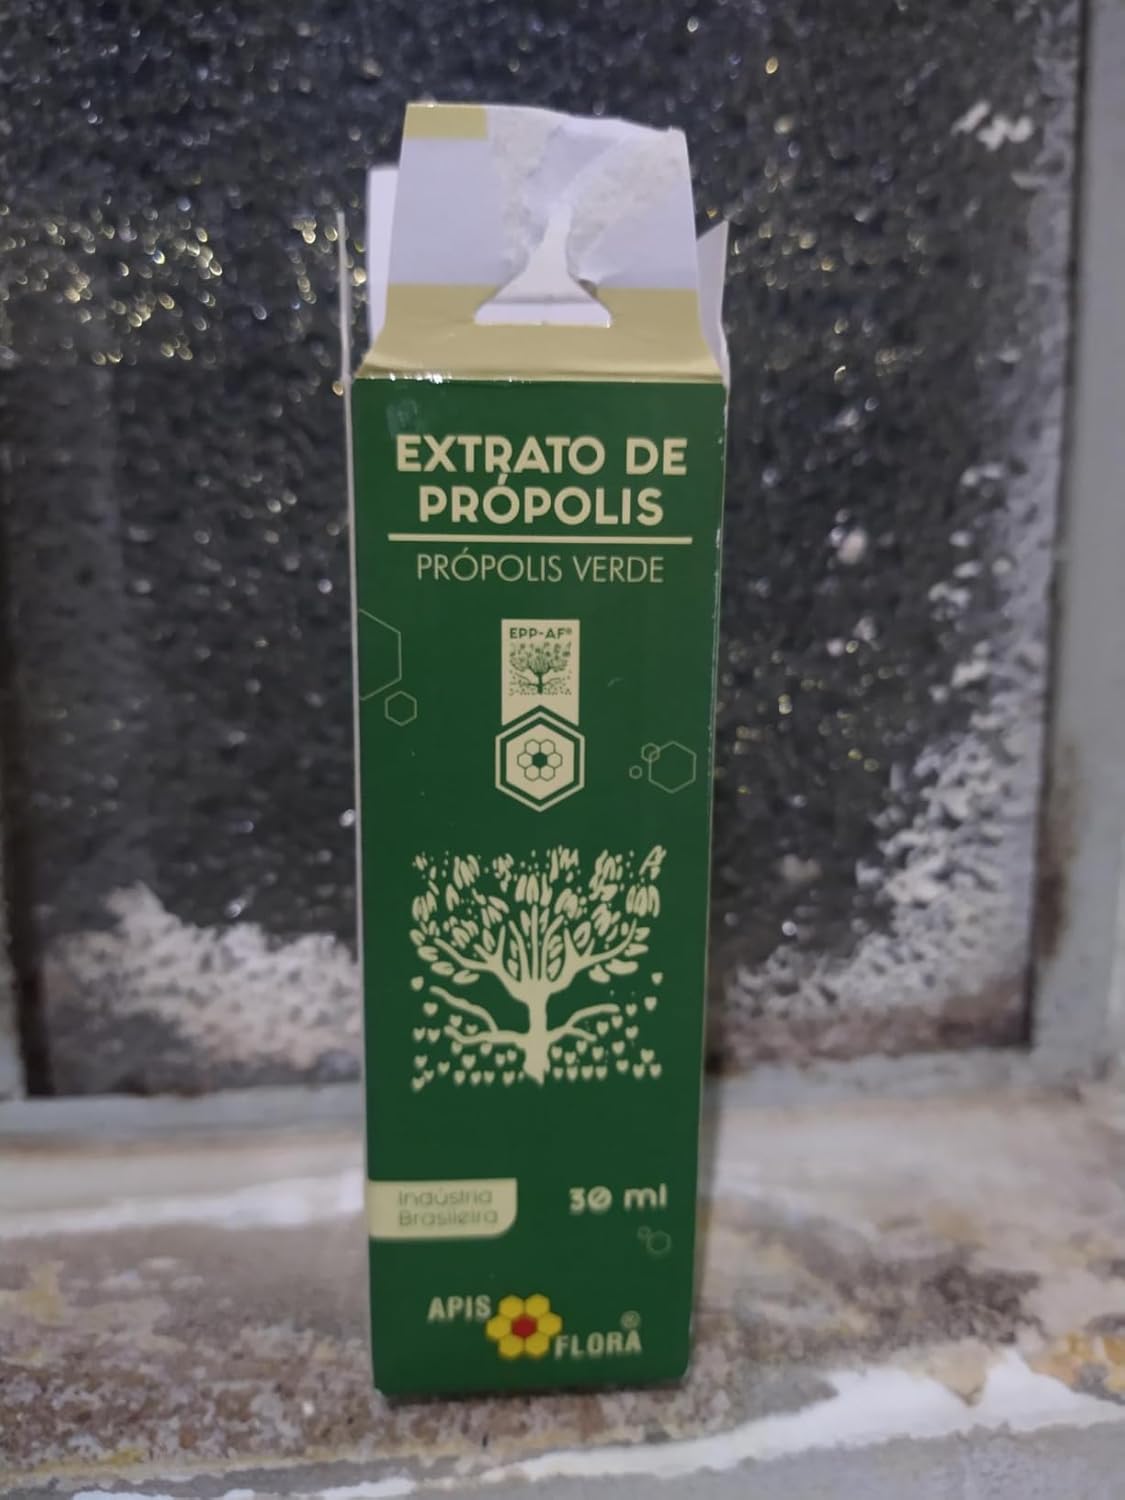 EXTRATO DE
PRÓPOLIS
PRÓPOLIS VERDE
EPP-AF®
Indústria
Brasileira
30 ml
APIS
FLORA®